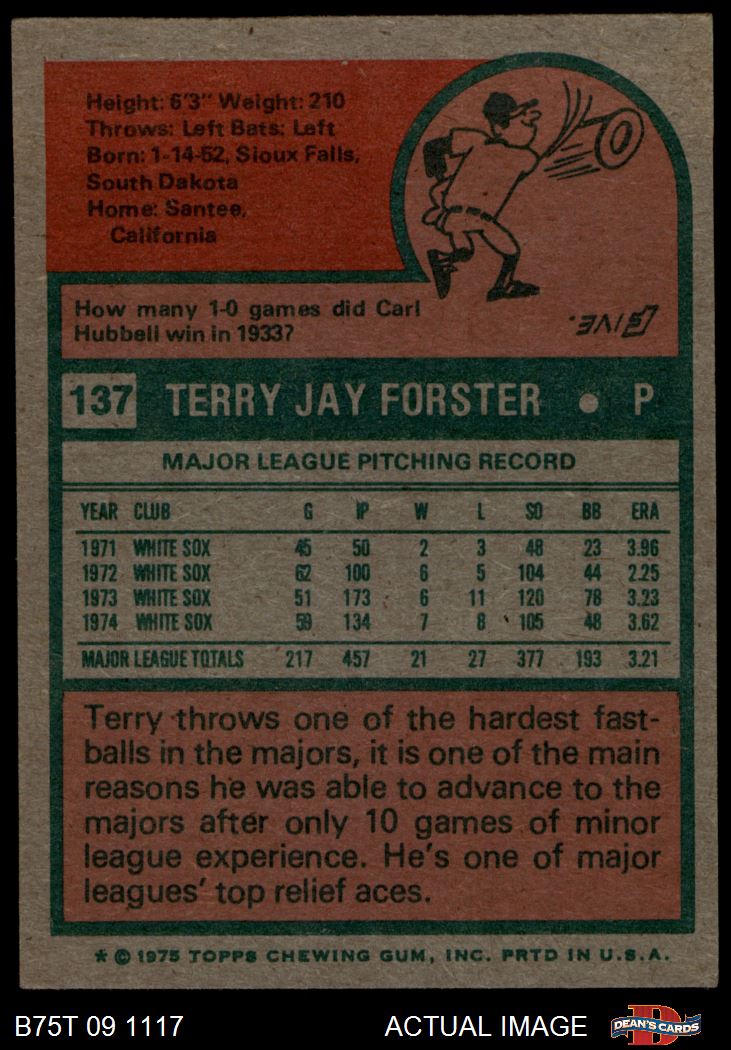 Height: 6'3" Weight: 210
Throws: Left Bats: Left
Born: 1-14-52, Sioux Falls,
South Dakota
Home: Santee,
California
How many 1-0 games did Carl
Hubbell win in 1933?
FIVE.
137 TERRY JAY FORSTER • P
MAJOR LEAGUE PITCHING RECORD
YEAR CLUB G IP W L SO BB ERA
1971 WHITE SOX 45 50 2 3 48 23 3.96
1972 WHITE SOX 62 100 6 5 104 44 2.25
1973 WHITE SOX 51 173 6 11 120 78 3.23
1974 WHITE SOX 59 134 7 8 105 48 3.62
MAJOR LEAGUE TOTALS 217 457 21 27 377 193 3.21
Terry throws one of the hardest fast-
balls in the majors, it is one of the main
reasons he was able to advance to the
majors after only 10 games of minor
league experience. He's one of major
leagues' top relief aces.
* © 1975 TOPPS CHEWING GUM, INC. PRTD IN U.S.A.
B75T 09 1117 ACTUAL IMAGE DEAN'S CARDS